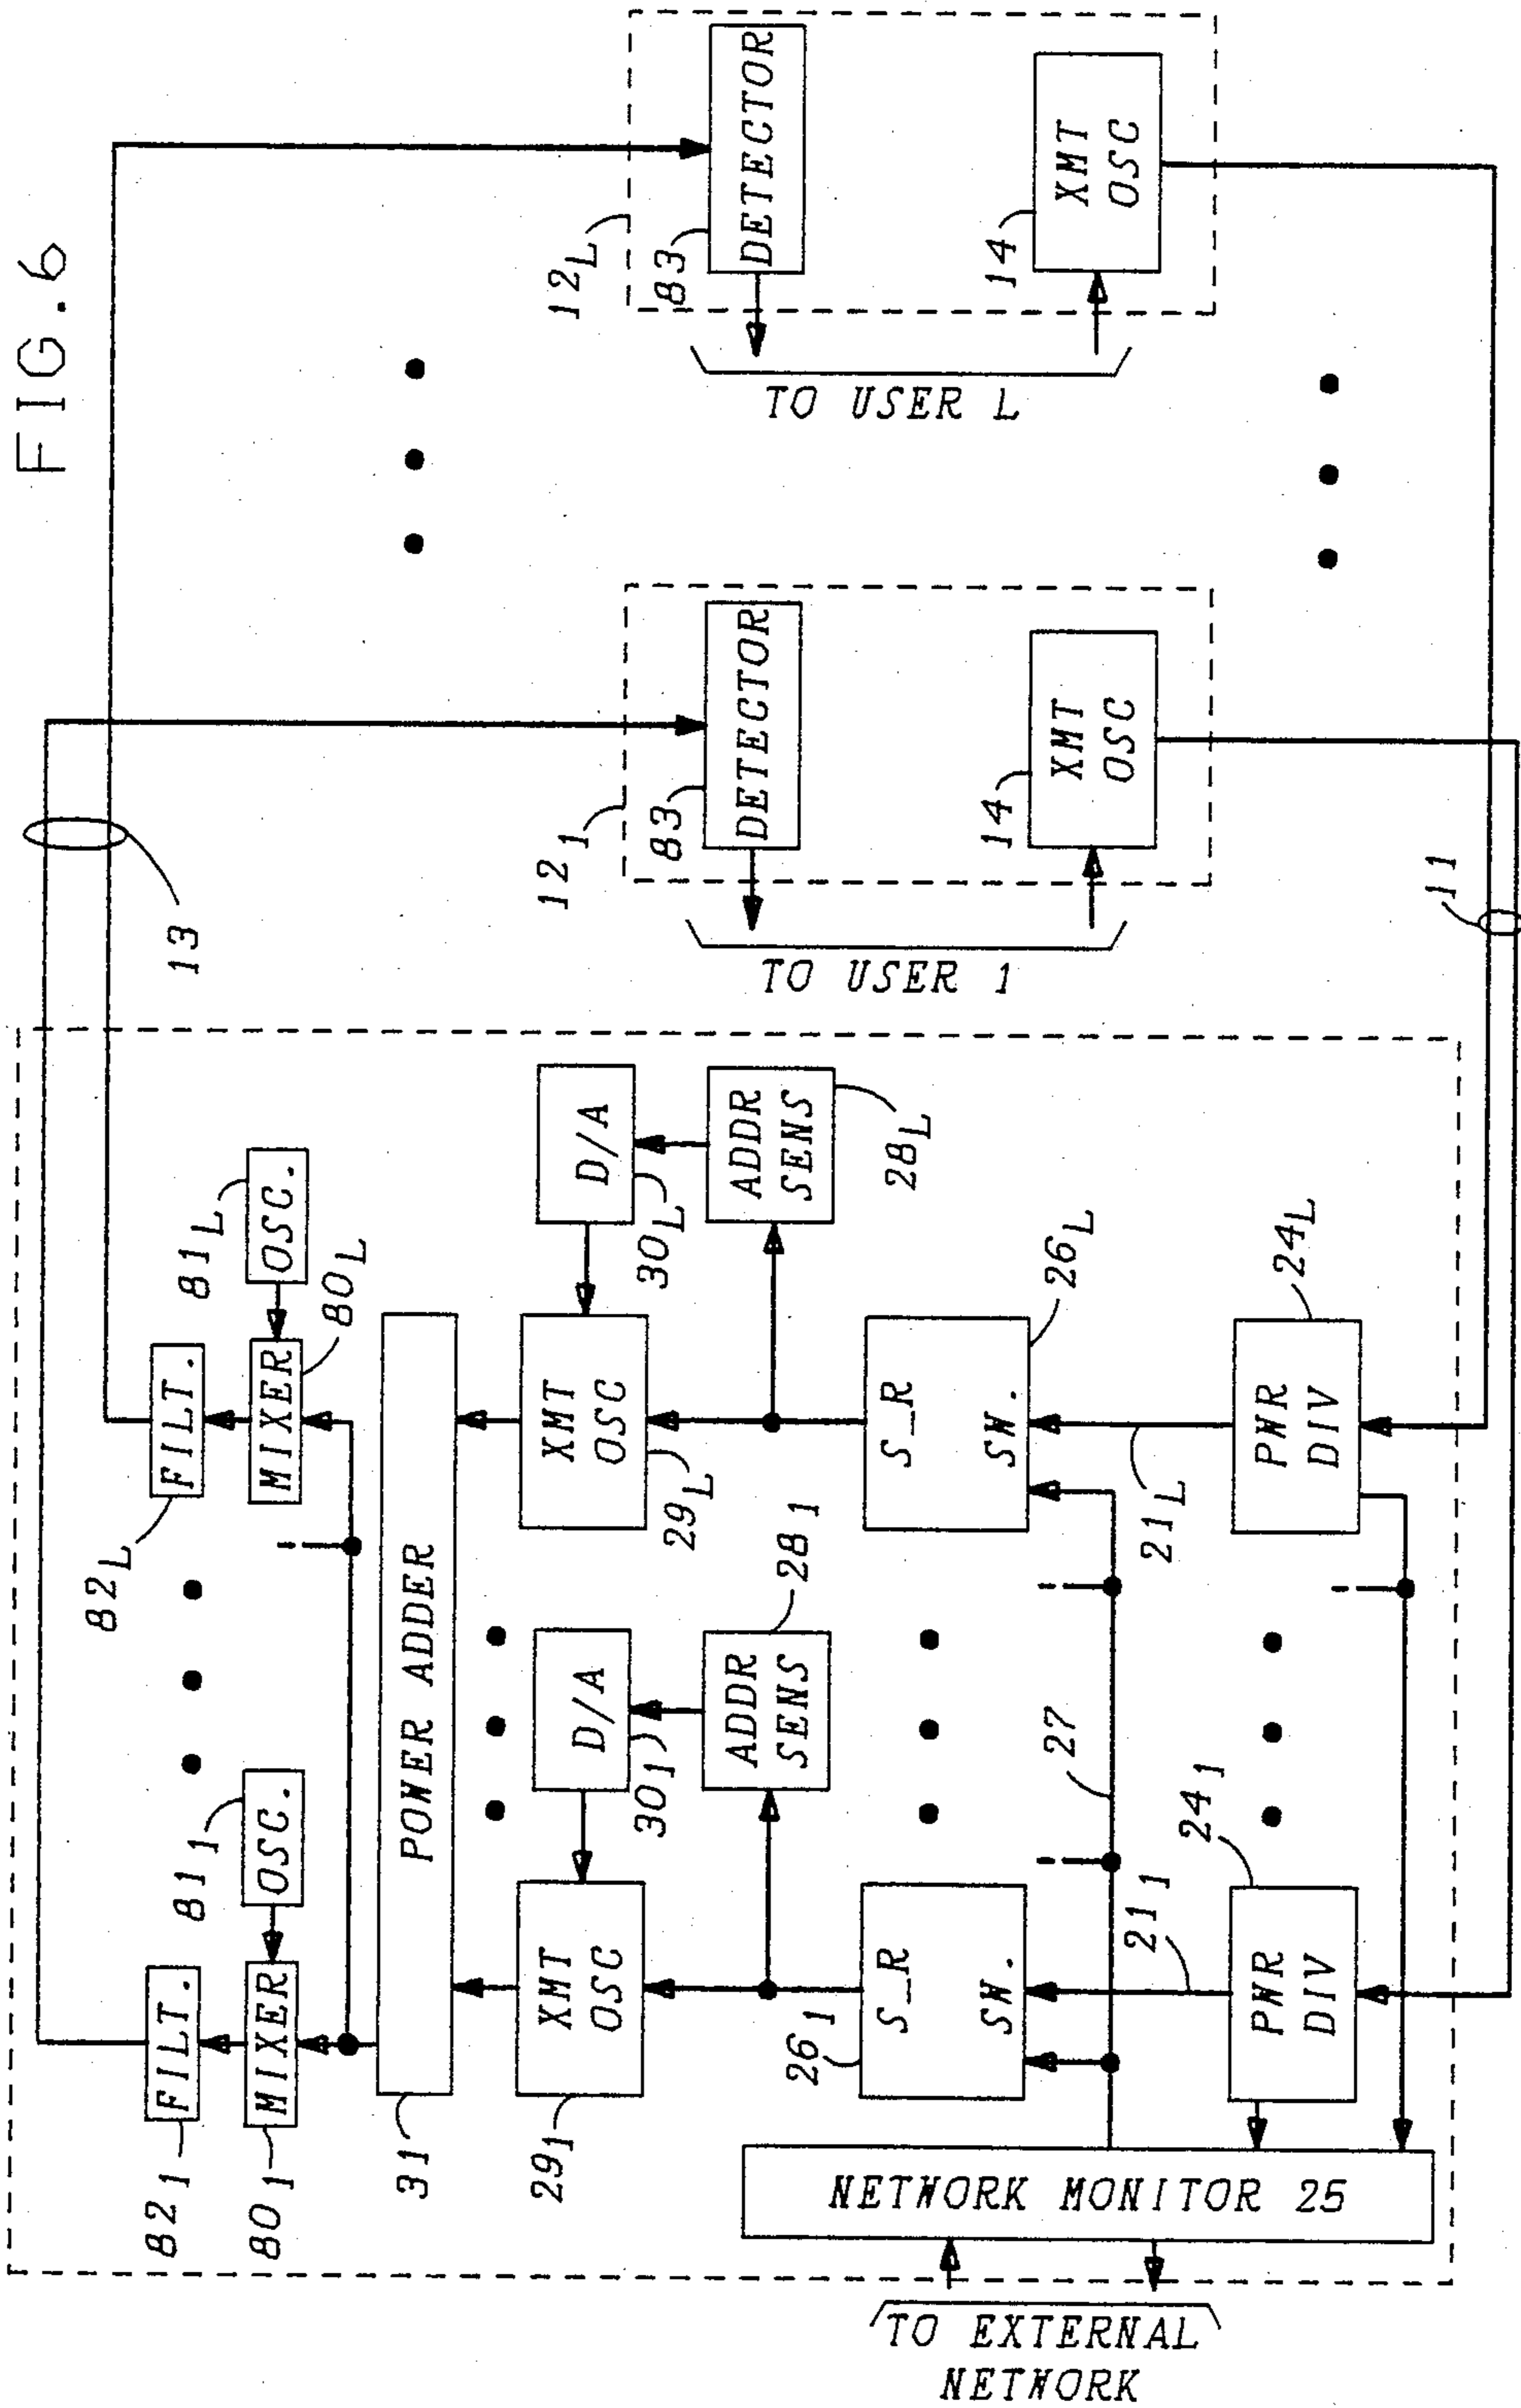 FIG.6
13
82₁
FILT.
81₁
OSC.
80₁
MIXER
82L
FILT.
81L
OSC.
80L
MIXER
31
POWER ADDER
29₁
XMT
OSC
D/A
30₁
ADDR
SENS
28₁
29L
XMT
OSC
D/A
30L
ADDR
SENS
28L
26₁
S_R
SW.
S_R
SW.
26L
27
21₁
21L
24₁
PWR
DIV
24L
PWR
DIV
NETWORK MONITOR 25
TO EXTERNAL
NETWORK
12₁
83
DETECTOR
14
XMT
OSC
TO USER 1
12L
83
DETECTOR
14
XMT
OSC
TO USER L
11